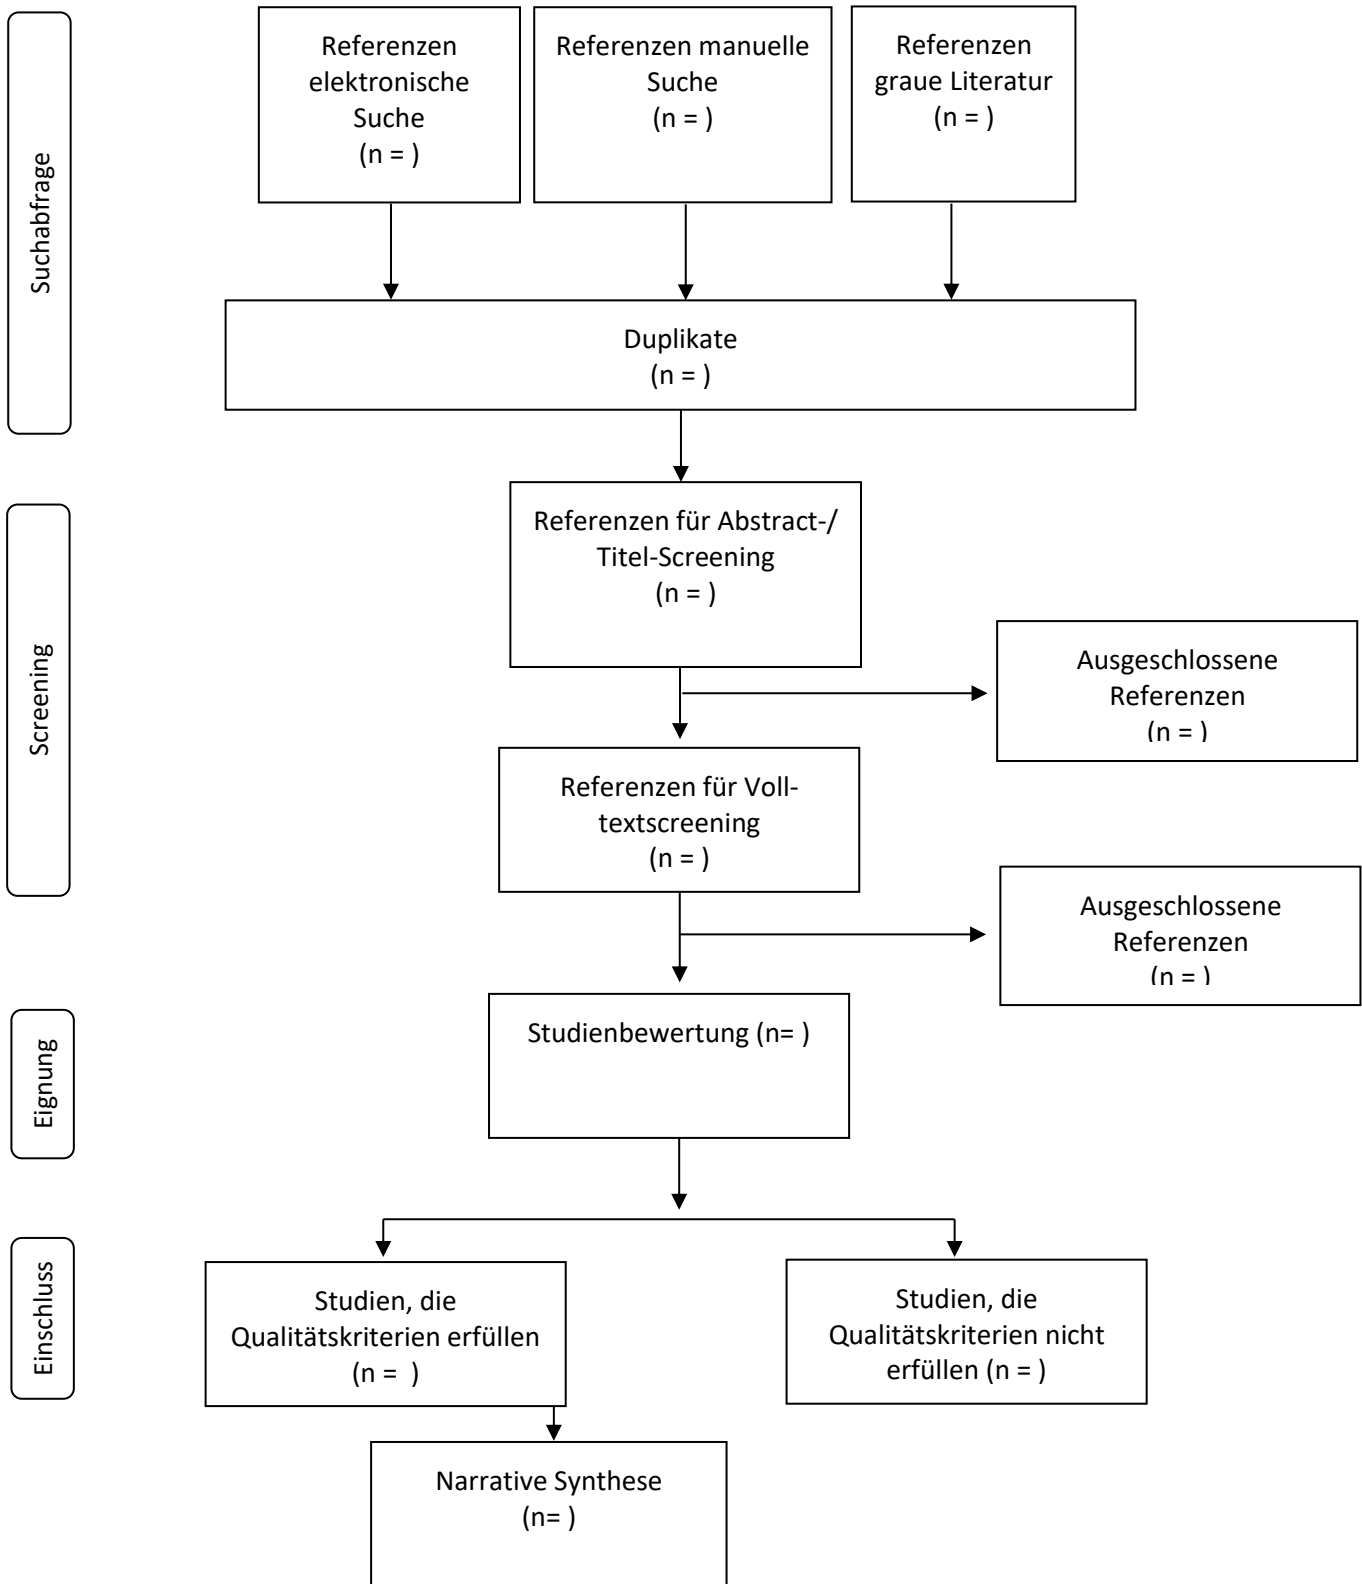 Suchabfrage
Referenzen
elektronische
Suche
(n = )
Referenzen manuelle
Suche
(n = )
Referenzen
graue Literatur
(n = )
Duplikate
(n = )
Screening
Referenzen für Abstract-/
Titel-Screening
(n = )
Ausgeschlossene
Referenzen
(n = )
Referenzen für Voll-
textscreening
(n = )
Ausgeschlossene
Referenzen
(n = )
Eignung
Studienbewertung (n= )
Einschluss
Studien, die
Qualitätskriterien erfüllen
(n =  )
Studien, die
Qualitätskriterien nicht
erfüllen (n = )
Narrative Synthese
(n= )